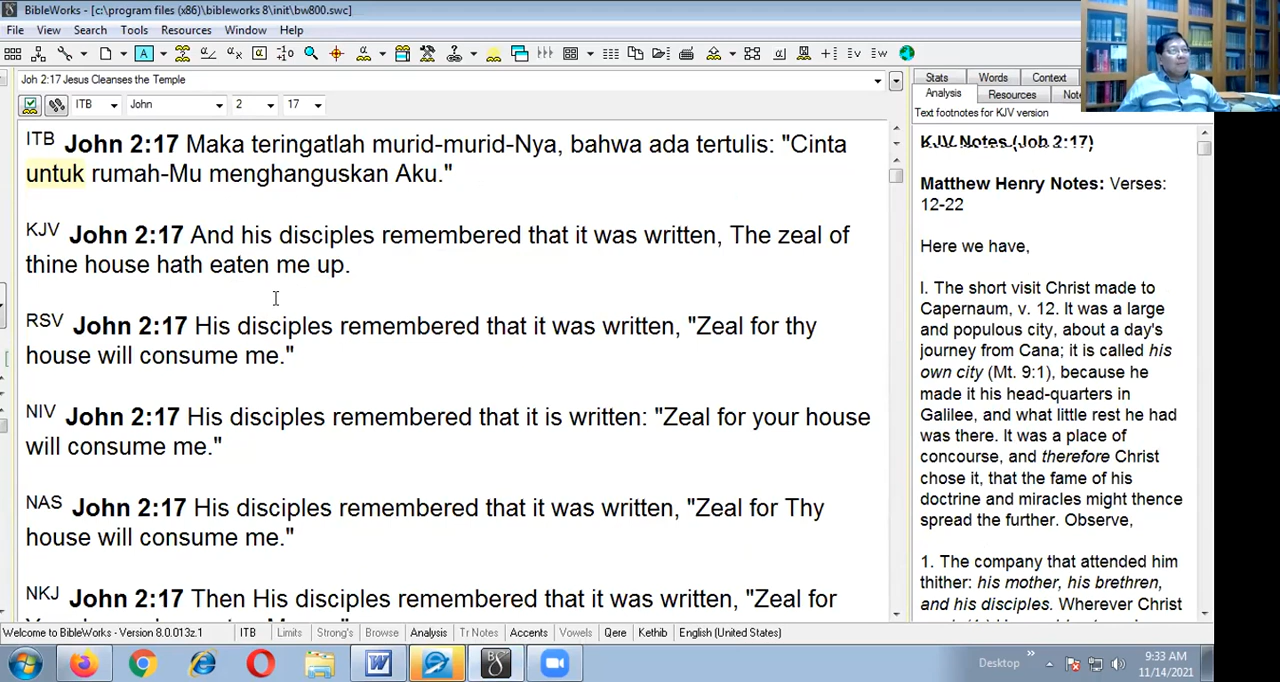 BibleWorks - [c:\program files (x86)\bibleworks 8\init\bw800.swc]
File View Search Tools Resources Window Help
Joh 2:17 Jesus Cleanses the Temple
ITB John 2 17
ITB John 2:17 Maka teringatlah murid-murid-Nya, bahwa ada tertulis: "Cinta
untuk rumah-Mu menghanguskan Aku."
KJV John 2:17 And his disciples remembered that it was written, The zeal of
thine house hath eaten me up.
RSV John 2:17 His disciples remembered that it was written, "Zeal for thy
house will consume me."
NIV John 2:17 His disciples remembered that it is written: "Zeal for your house
will consume me."
NAS John 2:17 His disciples remembered that it was written, "Zeal for Thy
house will consume me."
NKJ John 2:17 Then His disciples remembered that it was written, "Zeal for
Stats Words Context
Analysis Resources
Text footnotes for KJV version
KJV Notes (Joh 2:17)
Matthew Henry Notes: Verses:
12-22
Here we have,
I. The short visit Christ made to
Capernaum, v. 12. It was a large
and populous city, about a day's
journey from Cana; it is called his
own city (Mt. 9:1), because he
made it his head-quarters in
Galilee, and what little rest he had
was there. It was a place of
concourse, and therefore Christ
chose it, that the fame of his
doctrine and miracles might thence
spread the further. Observe,
1. The company that attended him
thither: his mother, his brethren,
and his disciples. Wherever Christ
Welcome to BibleWorks - Version 8.0.013z.1 ITB Limits Strong's Browse Analysis Tr Notes Accents Vowels Qere Kethib English (United States)
Desktop
9:33 AM
11/14/2021